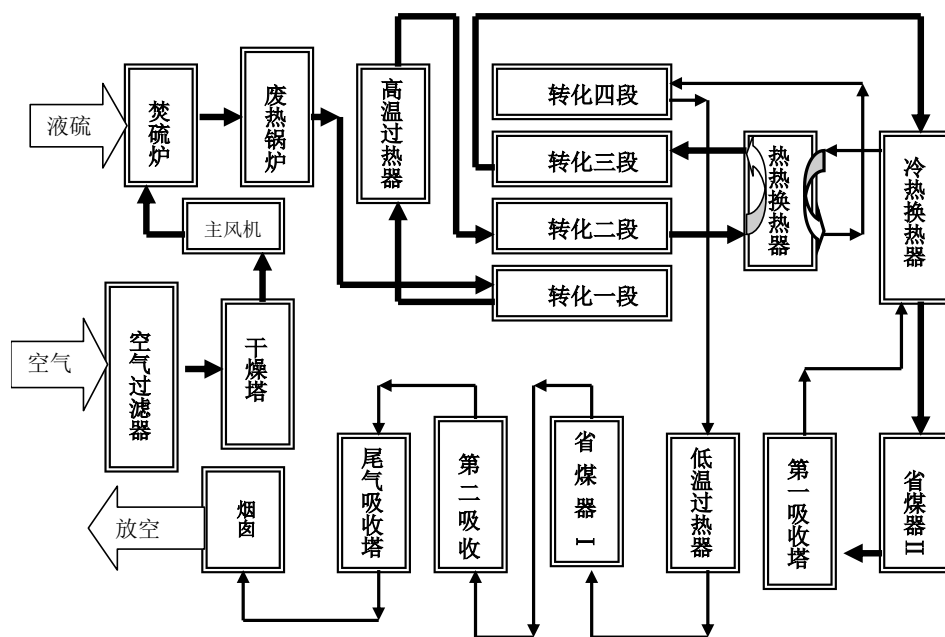 液硫
焚硫炉
废热锅炉
高温过热器
转化四段
转化三段
转化二段
转化一段
热热换热器
冷热换热器
主风机
空气
空气过滤器
干燥塔
放空
烟囱
尾气吸收塔
第二吸收
省煤器Ⅰ
低温过热器
第一吸收塔
省煤器Ⅱ